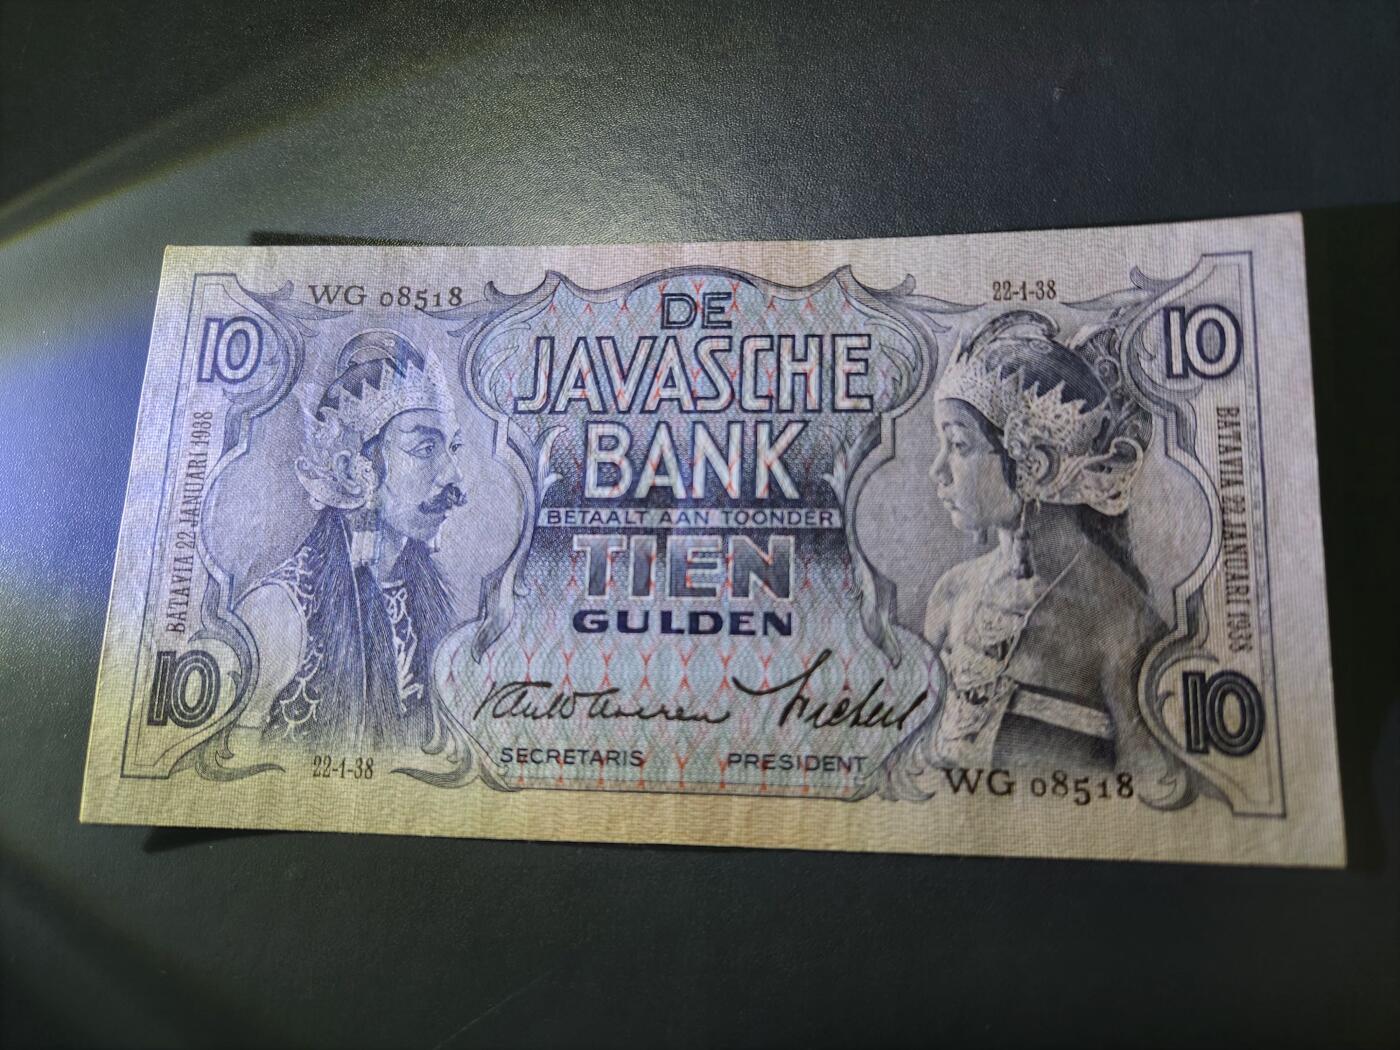 WG 08518
22-1-38
10
10
DE
JAVASCHE
BANK
BETAALT AAN TOONDER
TIEN
GULDEN
BATAVIA 22 JANUARI 1938
BATAVIA 22 JANUARI 1938
10
10
SECRETARIS
PRESIDENT
22-1-38
WG 08518